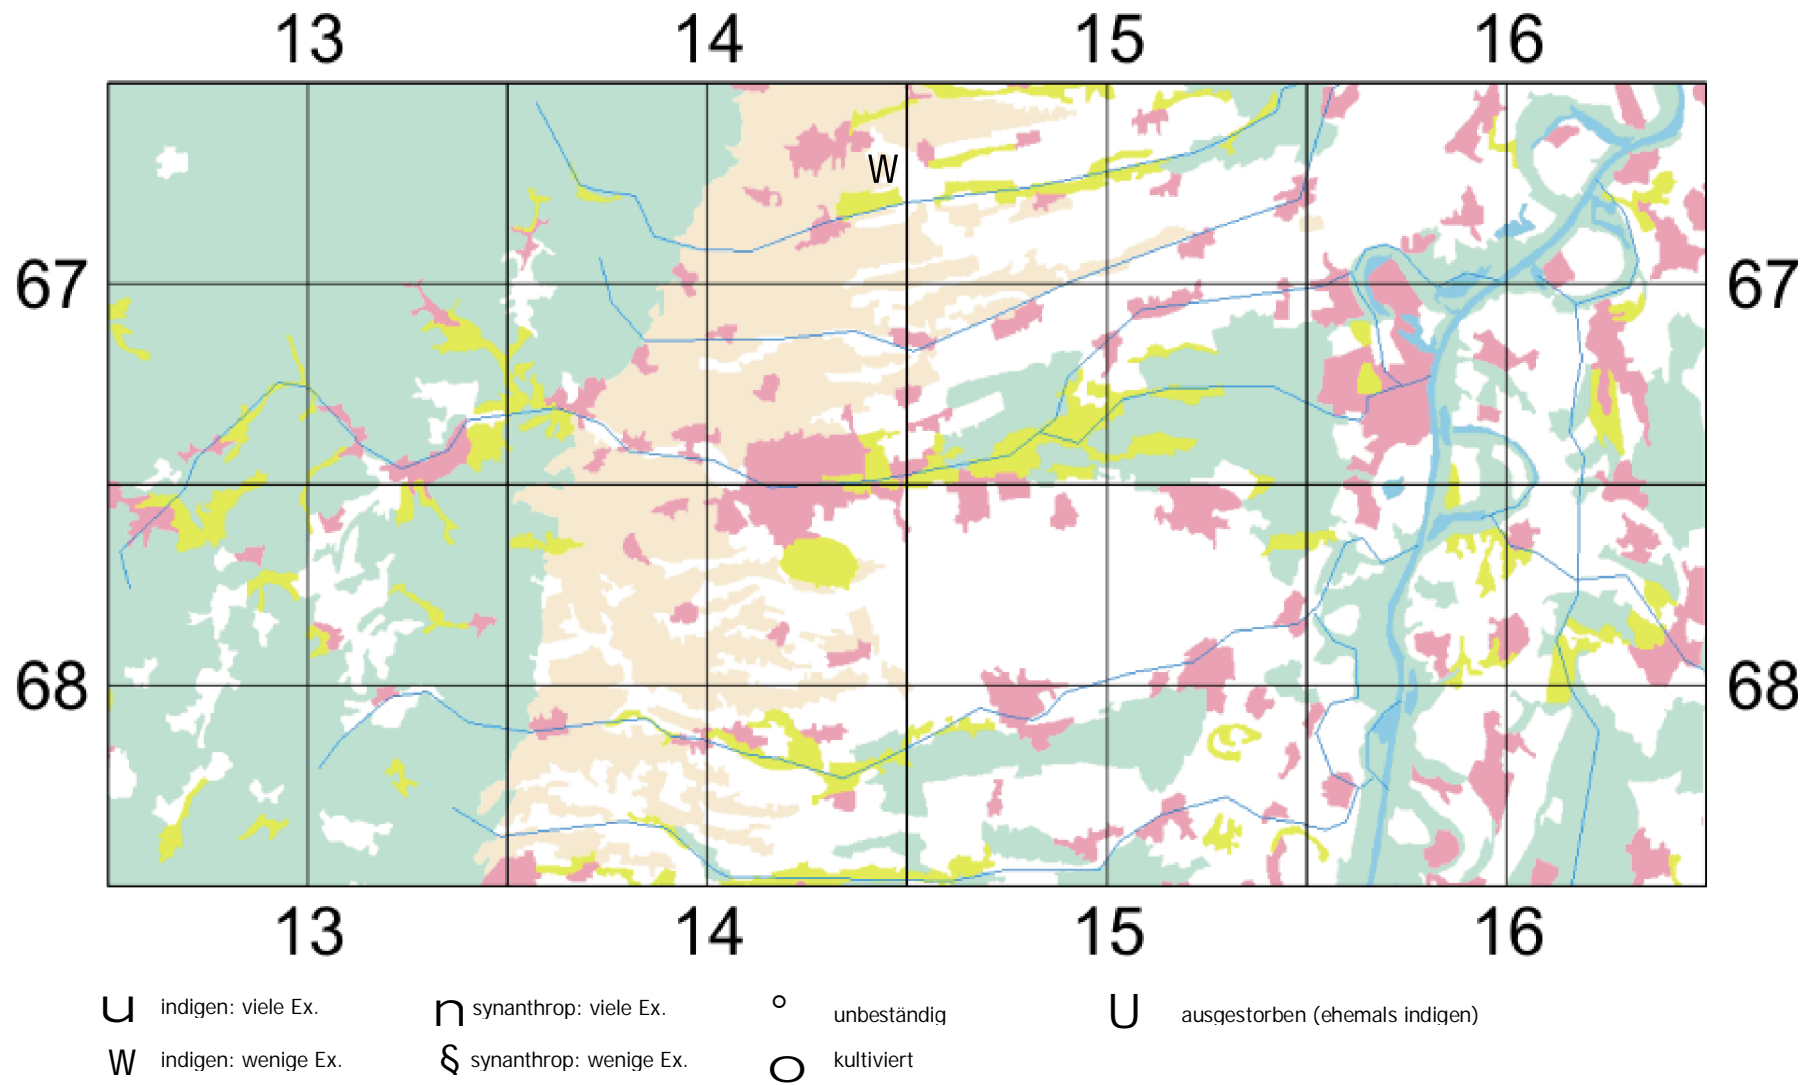 13 14 15 16
W
67 67
68 68
13 14 15 16
u indigen: viele Ex. n synanthrop: viele Ex. ° unbeständig U ausgestorben (ehemals indigen)
W indigen: wenige Ex. § synanthrop: wenige Ex. O kultiviert